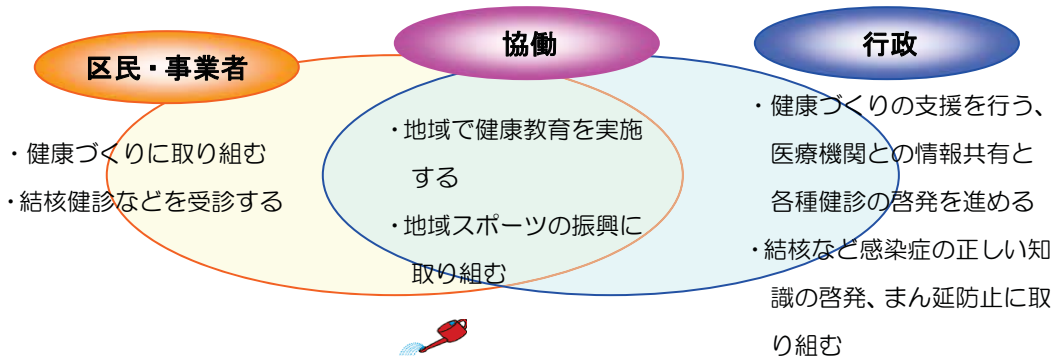 区民・事業者
・健康づくりに取り組む
・結核健診などを受診する
協働
・地域で健康教育を実施
する
・地域スポーツの振興に
取り組む
行政
・健康づくりの支援を行う、
医療機関との情報共有と
各種健診の啓発を進める
・結核など感染症の正しい知
識の啓発、まん延防止に取
り組む